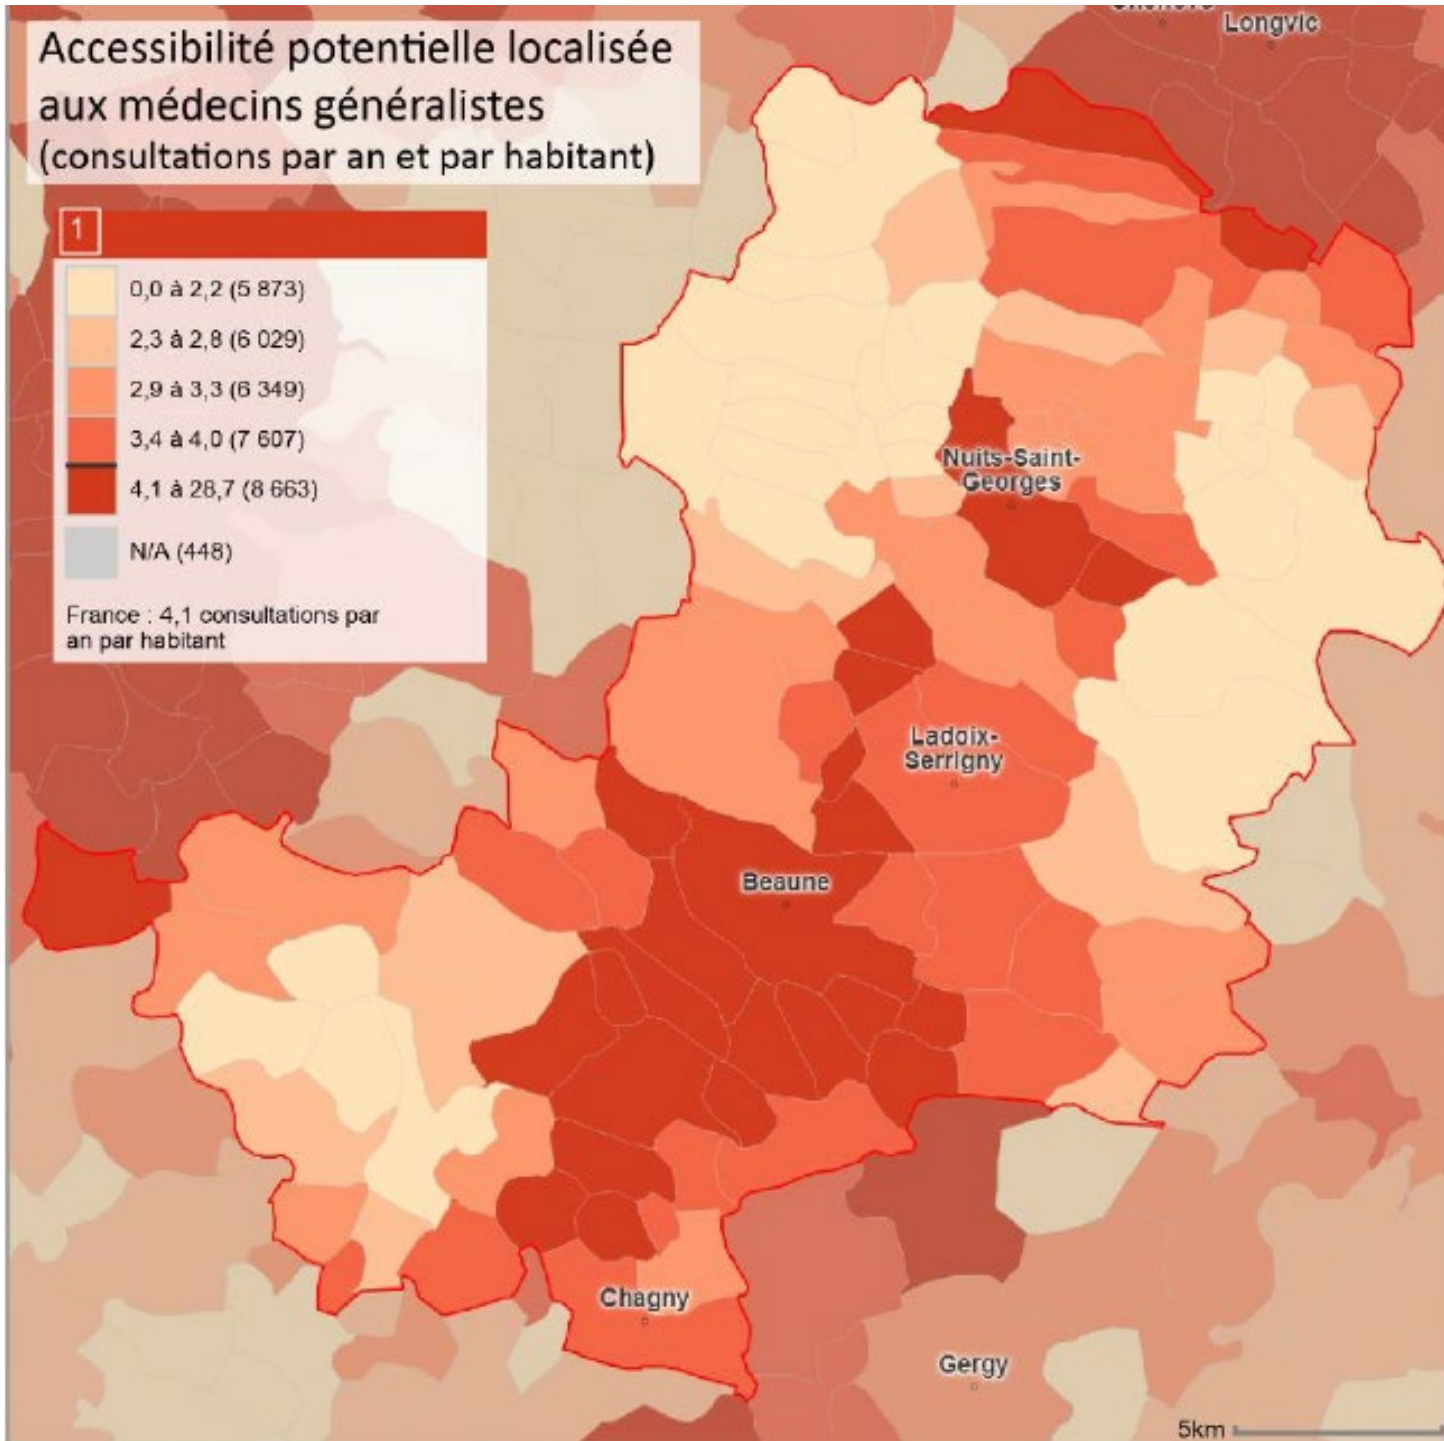 Longvic
Accessibilité potentielle localisée
aux médecins généralistes
(consultations par an et par habitant)
1
0,0 à 2,2 (5 873)
2,3 à 2,8 (6 029)
2,9 à 3,3 (6 349)
3,4 à 4,0 (7 607)
4,1 à 28,7 (8 663)
N/A (448)
France : 4,1 consultations par
an par habitant
Nuits-Saint-
Georges
Ladoix-
Serrigny
Beaune
Chagny
Gergy
5km